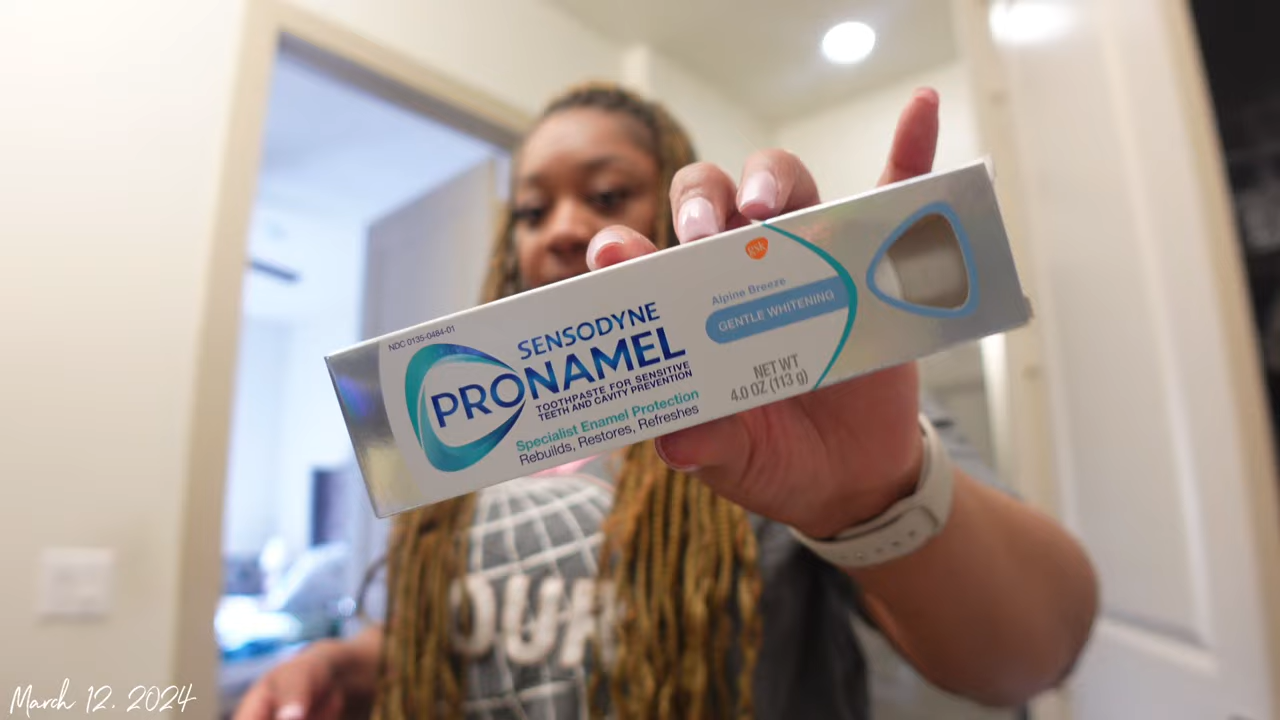 NDC 0135-0484-01
SENSODYNE
PRONAMEL
TOOTHPASTE FOR SENSITIVE
TEETH AND CAVITY PREVENTION
Specialist Enamel Protection
Rebuilds, Restores, Refreshes
gsk
Alpine Breeze
GENTLE WHITENING
NET WT
4.0 OZ (113 g)
March 12. 2024